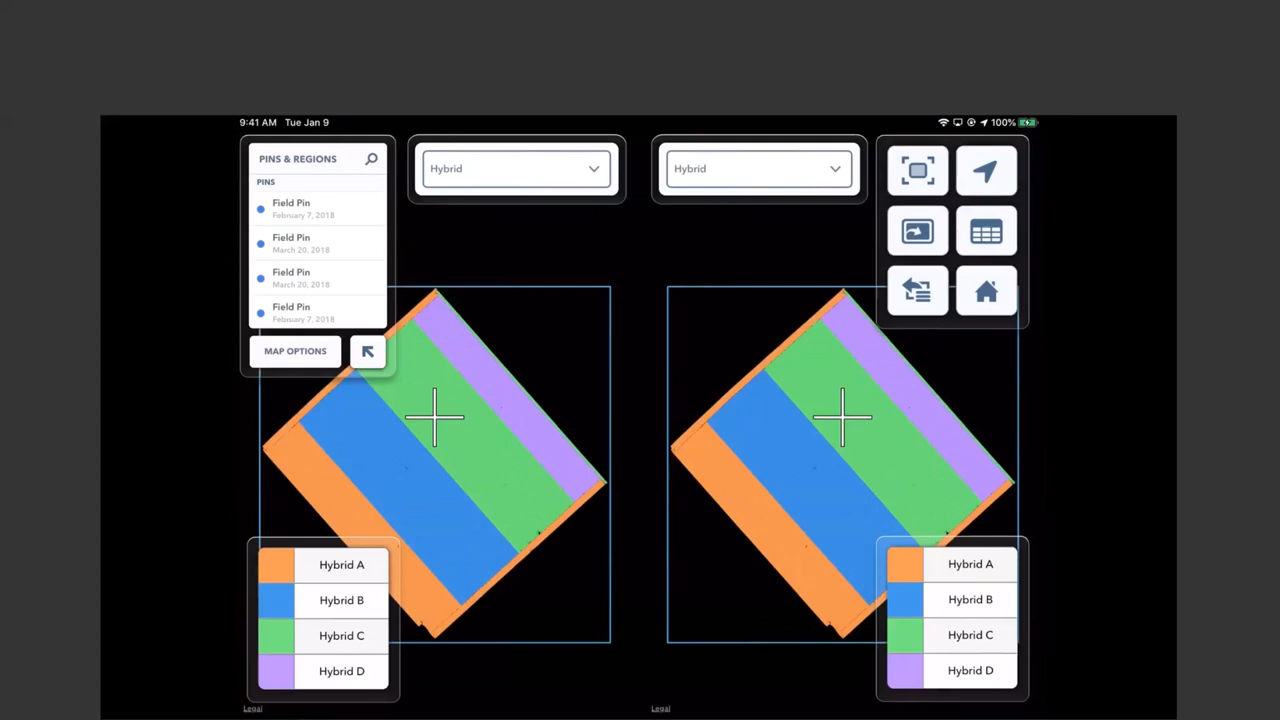 9:41 AM Tue Jan 9
100%
PINS & REGIONS
PINS
Field Pin
February 7, 2018
Field Pin
March 20, 2018
Field Pin
March 20, 2018
Field Pin
February 7, 2018
MAP OPTIONS
Hybrid
Hybrid
Hybrid A
Hybrid B
Hybrid C
Hybrid D
Hybrid A
Hybrid B
Hybrid C
Hybrid D
Legal
Legal